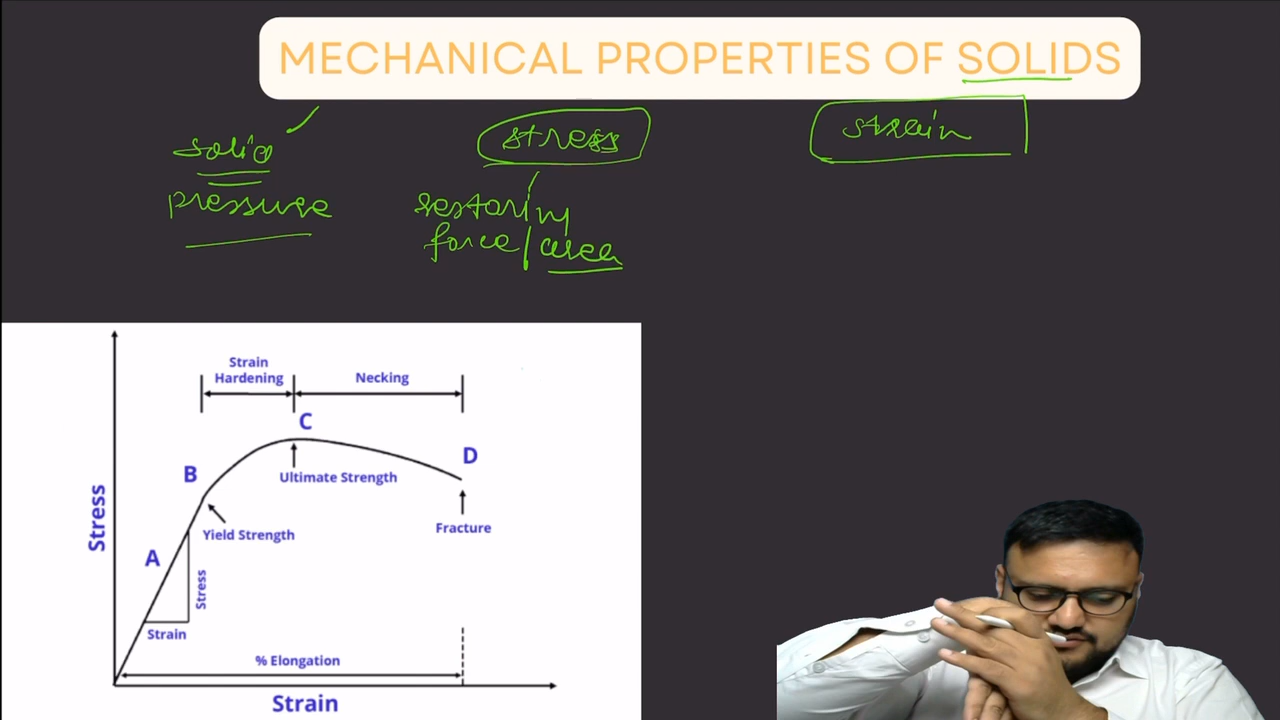 MECHANICAL PROPERTIES OF SOLIDS
solid
pressure
stress
restoring
force/area
strain
Strain
Hardening
Necking
C
B
D
Ultimate Strength
Yield Strength
Fracture
A
Stress
Stress
Strain
% Elongation
Strain